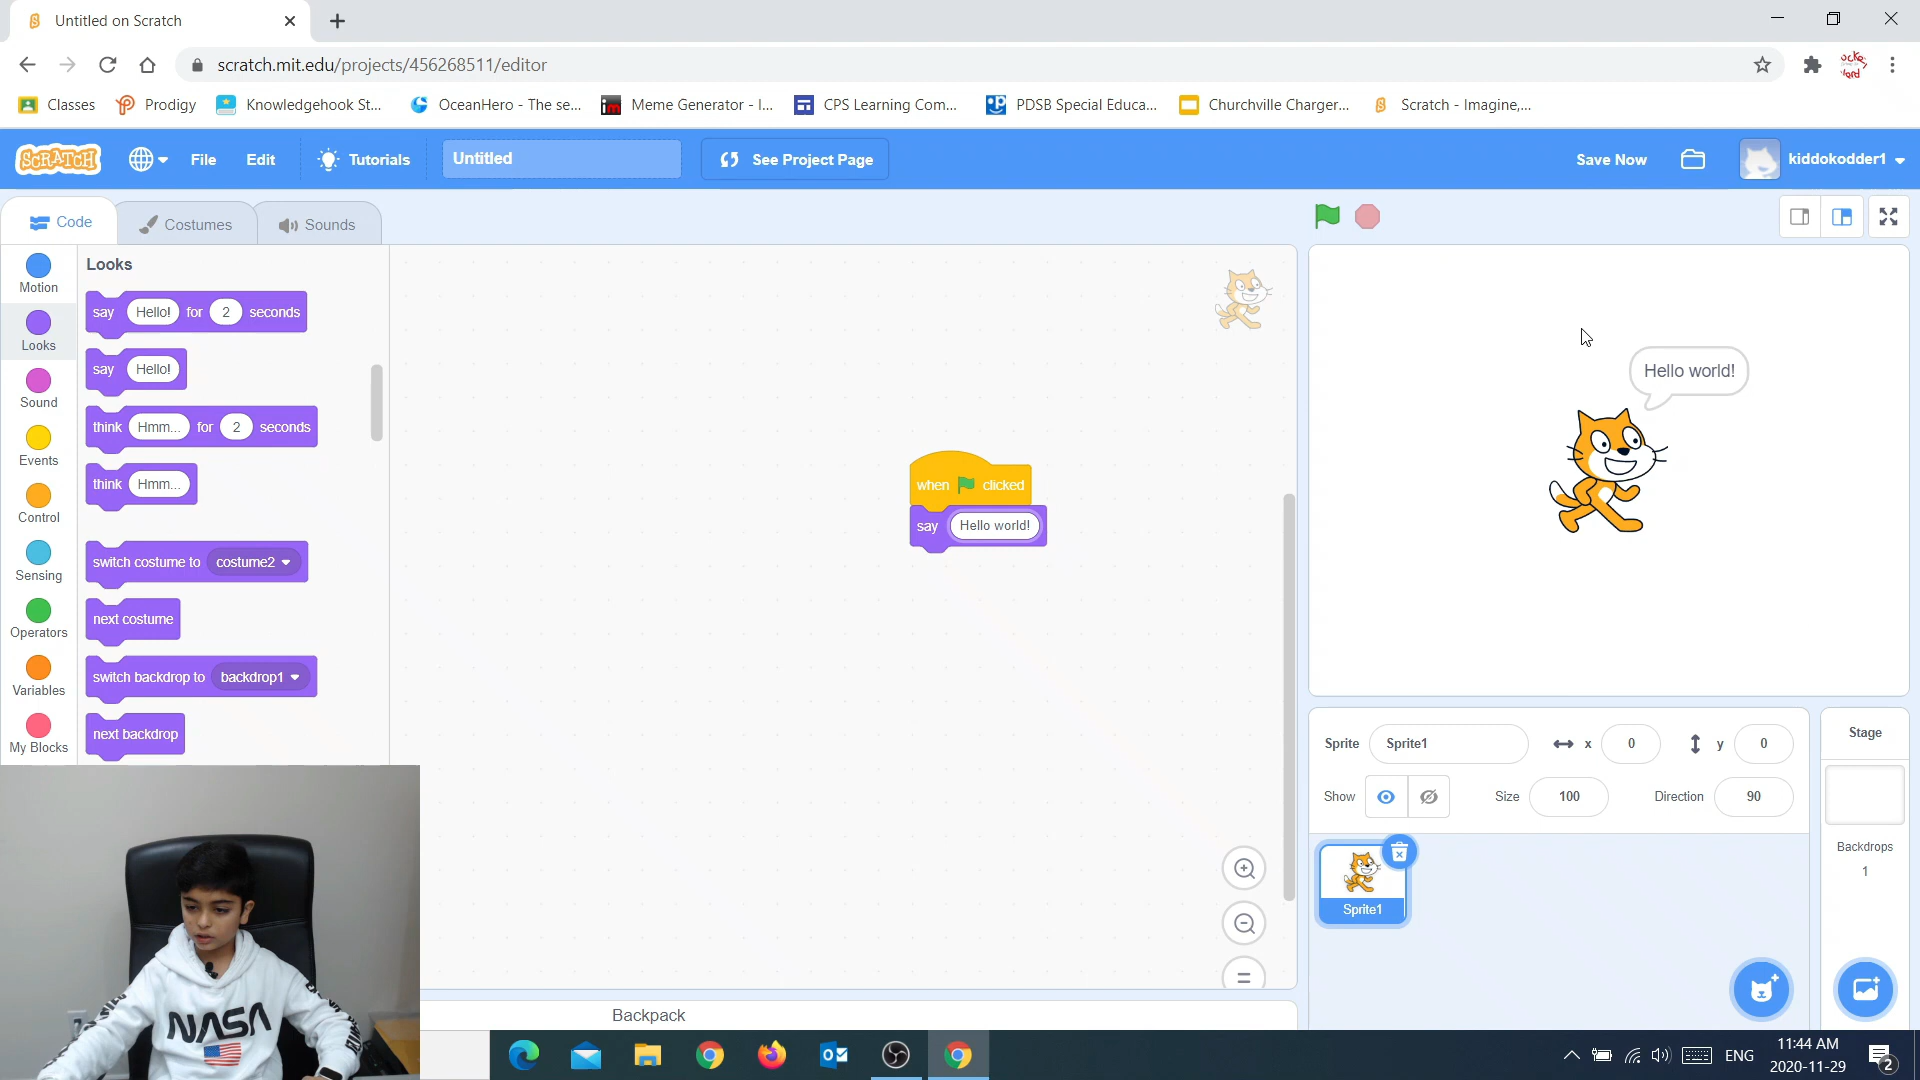 Untitled on Scratch
scratch.mit.edu/projects/456268511/editor
Classes
Prodigy
Knowledgehook St...
OceanHero - The se...
Meme Generator - I...
CPS Learning Com...
PDSB Special Educa...
Churchville Charger...
Scratch - Imagine,...
SCRATCH
File
Edit
Tutorials
Untitled
See Project Page
Save Now
kiddokodder1
Code
Costumes
Sounds
Motion
Looks
Sound
Events
Control
Sensing
Operators
Variables
My Blocks
Looks
say Hello! for 2 seconds
say Hello!
think Hmm... for 2 seconds
think Hmm...
switch costume to costume2
next costume
switch backdrop to backdrop1
next backdrop
when clicked
say Hello world!
Hello world!
Sprite Sprite1 x 0 y 0
Show Size 100 Direction 90
Sprite1
Stage
Backdrops
1
Backpack
NASA
ENG
11:44 AM
2020-11-29
2